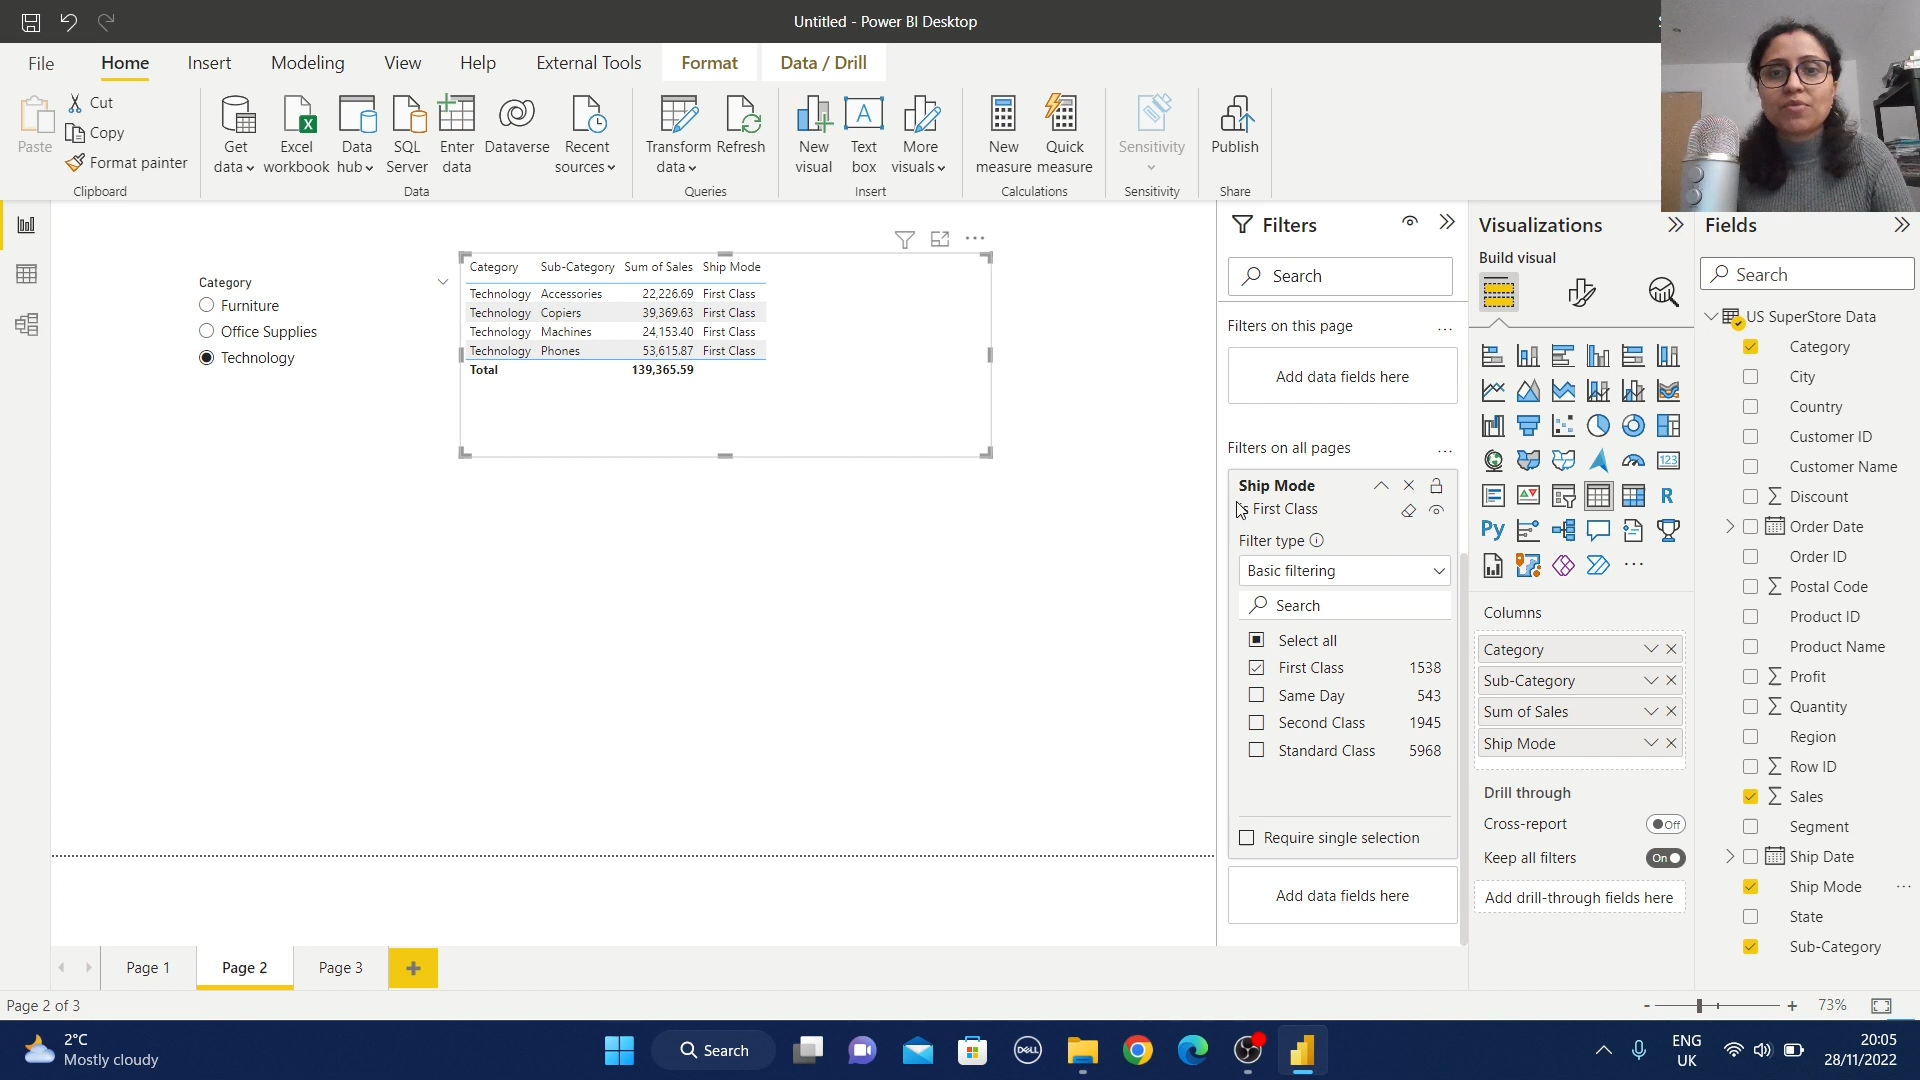 Untitled - Power BI Desktop
File Home Insert Modeling View Help External Tools Format Data / Drill
Paste
Cut
Copy
Format painter
Clipboard
Get data
Excel workbook
Data hub
SQL Server
Enter data
Dataverse
Recent sources
Data
Transform data
Refresh
Queries
New visual
Text box
More visuals
Insert
New measure
Quick measure
Calculations
Sensitivity
Sensitivity
Publish
Share
Category
Furniture
Office Supplies
Technology
Category Sub-Category Sum of Sales Ship Mode
Technology Accessories 22,226.69 First Class
Technology Copiers 39,369.63 First Class
Technology Machines 24,153.40 First Class
Technology Phones 53,615.87 First Class
Total 139,365.59
Filters
Search
Filters on this page ...
Add data fields here
Filters on all pages ...
Ship Mode
First Class
Filter type
Basic filtering
Search
Select all
First Class 1538
Same Day 543
Second Class 1945
Standard Class 5968
Require single selection
Add data fields here
Visualizations
Build visual
123
R
Py
...
Columns
Category
Sub-Category
Sum of Sales
Ship Mode
Drill through
Cross-report Off
Keep all filters On
Add drill-through fields here
Fields
Search
US SuperStore Data
Category
City
Country
Customer ID
Customer Name
∑ Discount
Order Date
Order ID
∑ Postal Code
Product ID
Product Name
∑ Profit
∑ Quantity
Region
∑ Row ID
∑ Sales
Segment
Ship Date
Ship Mode ...
State
Sub-Category
Page 1 Page 2 Page 3 +
Page 2 of 3
- + 73%
2°C
Mostly cloudy
Search
DELL
ENG
UK
20:05
28/11/2022